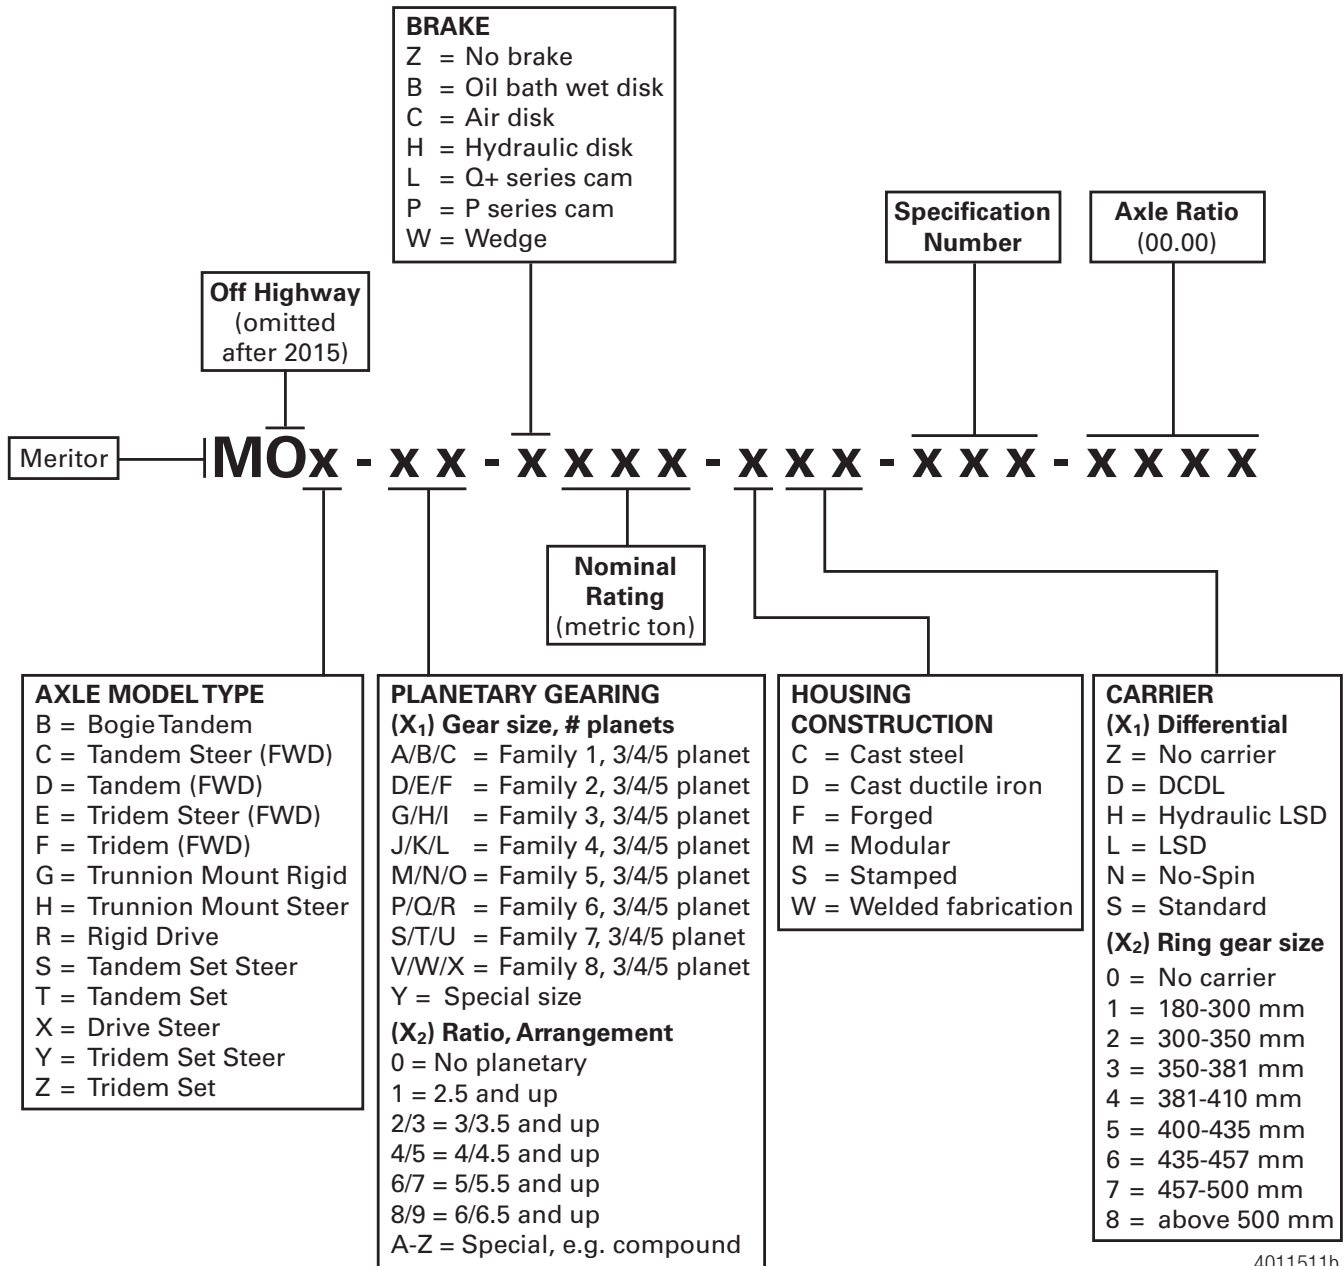 BRAKE
Z = No brake
B = Oil bath wet disk
C = Air disk
H = Hydraulic disk
L = Q+ series cam
P = P series cam
W = Wedge
Specification
Number
Axle Ratio
(00.00)
Off Highway
(omitted
after 2015)
Meritor
MOx - x x - x x x x - x x x - x x x - x x x x
Nominal
Rating
(metric ton)
AXLE MODEL TYPE
B = Bogie Tandem
C = Tandem Steer (FWD)
D = Tandem (FWD)
E = Tridem Steer (FWD)
F = Tridem (FWD)
G = Trunnion Mount Rigid
H = Trunnion Mount Steer
R = Rigid Drive
S = Tandem Set Steer
T = Tandem Set
X = Drive Steer
Y = Tridem Set Steer
Z = Tridem Set
PLANETARY GEARING
(X₁) Gear size, # planets
A/B/C = Family 1, 3/4/5 planet
D/E/F = Family 2, 3/4/5 planet
G/H/I = Family 3, 3/4/5 planet
J/K/L = Family 4, 3/4/5 planet
M/N/O = Family 5, 3/4/5 planet
P/Q/R = Family 6, 3/4/5 planet
S/T/U = Family 7, 3/4/5 planet
V/W/X = Family 8, 3/4/5 planet
Y = Special size
(X₂) Ratio, Arrangement
0 = No planetary
1 = 2.5 and up
2/3 = 3/3.5 and up
4/5 = 4/4.5 and up
6/7 = 5/5.5 and up
8/9 = 6/6.5 and up
A-Z = Special, e.g. compound
HOUSING
CONSTRUCTION
C = Cast steel
D = Cast ductile iron
F = Forged
M = Modular
S = Stamped
W = Welded fabrication
CARRIER
(X₁) Differential
Z = No carrier
D = DCDL
H = Hydraulic LSD
L = LSD
N = No-Spin
S = Standard
(X₂) Ring gear size
0 = No carrier
1 = 180-300 mm
2 = 300-350 mm
3 = 350-381 mm
4 = 381-410 mm
5 = 400-435 mm
6 = 435-457 mm
7 = 457-500 mm
8 = above 500 mm
4011511h